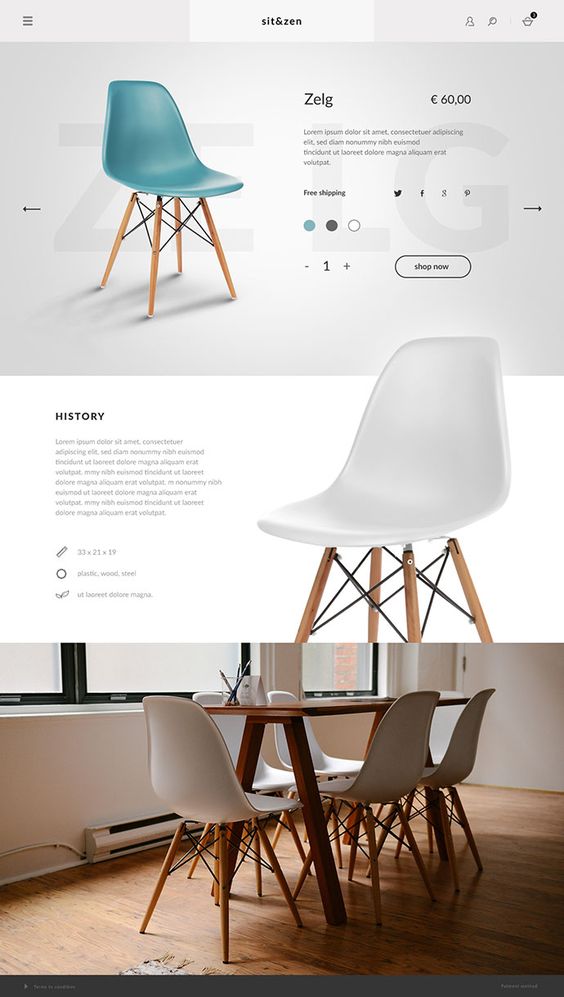 sit&zen
3
ZELG
Zelg
€ 60,00
Lorem ipsum dolor sit amet, consectetuer adipiscing
elit, sed diam nonummy nibh euismod
tincidunt ut laoreet dolore magna aliquam erat
volutpat.
Free shipping
- 1 +
shop now
HISTORY
Lorem ipsum dolor sit amet, consectetuer
adipiscing elit, sed diam nonummy nibh euismod
tincidunt ut laoreet dolore magna aliquam erat
volutpat. mmy nibh euismod tincidunt ut laoreet
dolore magna aliquam erat volutpat. m nonummy nibh
euismod tincidunt ut laoreet dolore magna aliquam erat
volutpat. mmy nibh euismod tincidunt ut laoreet dolore
magna aliquam erat volutpat.
33 x 21 x 19
plastic, wood, steel
ut laoreet dolore magna.
Terms to condition
Patment method